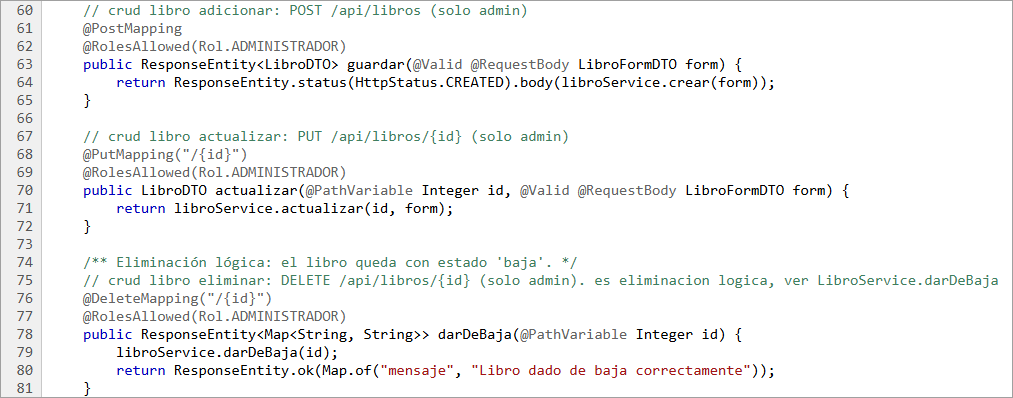 60 // crud libro adicionar: POST /api/libros (solo admin)
61 @PostMapping
62 @RolesAllowed(Rol.ADMINISTRADOR)
63 public ResponseEntity<LibroDTO> guardar(@Valid @RequestBody LibroFormDTO form) {
64 return ResponseEntity.status(HttpStatus.CREATED).body(libroService.crear(form));
65 }
66
67 // crud libro actualizar: PUT /api/libros/{id} (solo admin)
68 @PutMapping("/{id}")
69 @RolesAllowed(Rol.ADMINISTRADOR)
70 public LibroDTO actualizar(@PathVariable Integer id, @Valid @RequestBody LibroFormDTO form) {
71 return libroService.actualizar(id, form);
72 }
73
74 /** Eliminación lógica: el libro queda con estado 'baja'. */
75 // crud libro eliminar: DELETE /api/libros/{id} (solo admin). es eliminacion logica, ver LibroService.darDeBaja
76 @DeleteMapping("/{id}")
77 @RolesAllowed(Rol.ADMINISTRADOR)
78 public ResponseEntity<Map<String, String>> darDeBaja(@PathVariable Integer id) {
79 libroService.darDeBaja(id);
80 return ResponseEntity.ok(Map.of("mensaje", "Libro dado de baja correctamente"));
81 }